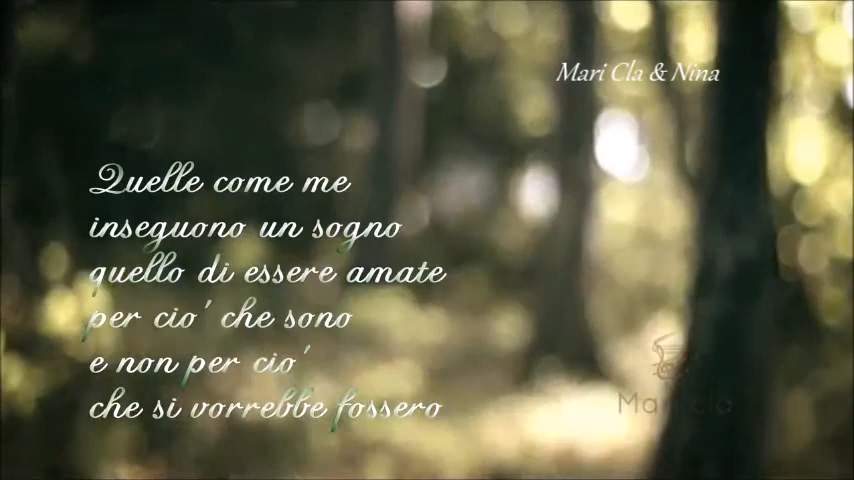 Mari Cla & Nina
Quelle come me
inseguono un sogno
quello di essere amate
per cio' che sono
e non per cio'
che si vorrebbe fossero
Mari cla